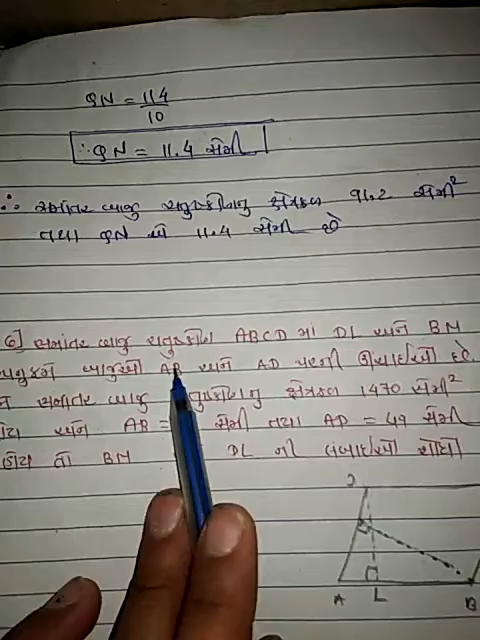 QN = 114/10
∴ QN = 11.4 સેમી
∴ સમાંતર બાજુ ચતુષ્કોણનુ ક્ષેત્રફળ 91.2 સેમી²
તથા QN એ 11.4 સેમી છે
6] સમાંતર બાજુ ચતુષ્કોણ ABCD માં DL અને BM
અનુક્રમે બાજુઓ AB અને AD પરની ઊંચાઈઓ છે.
સમાંતર બાજુ ચતુષ્કોણનુ ક્ષેત્રફળ 1470 સેમી²
હોય અને AB = સેમી તથા AD = 49 સેમી
હોય તો BM DL ની લંબાઈઓ શોધો
A L B